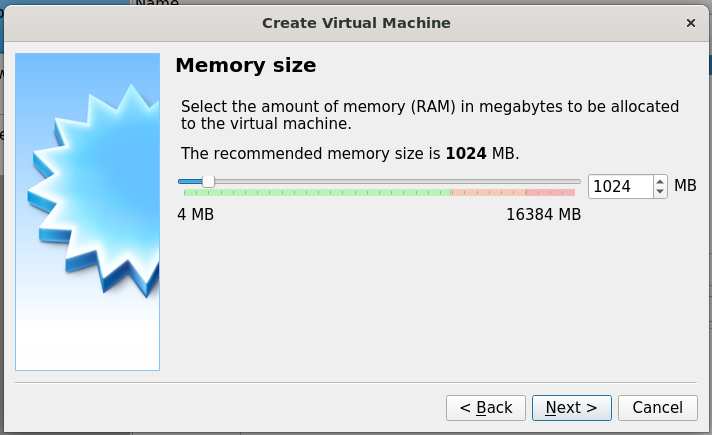 Name
Create Virtual Machine
Memory size
Select the amount of memory (RAM) in megabytes to be allocated
to the virtual machine.
The recommended memory size is 1024 MB.
1024 MB
4 MB 16384 MB
< Back Next > Cancel